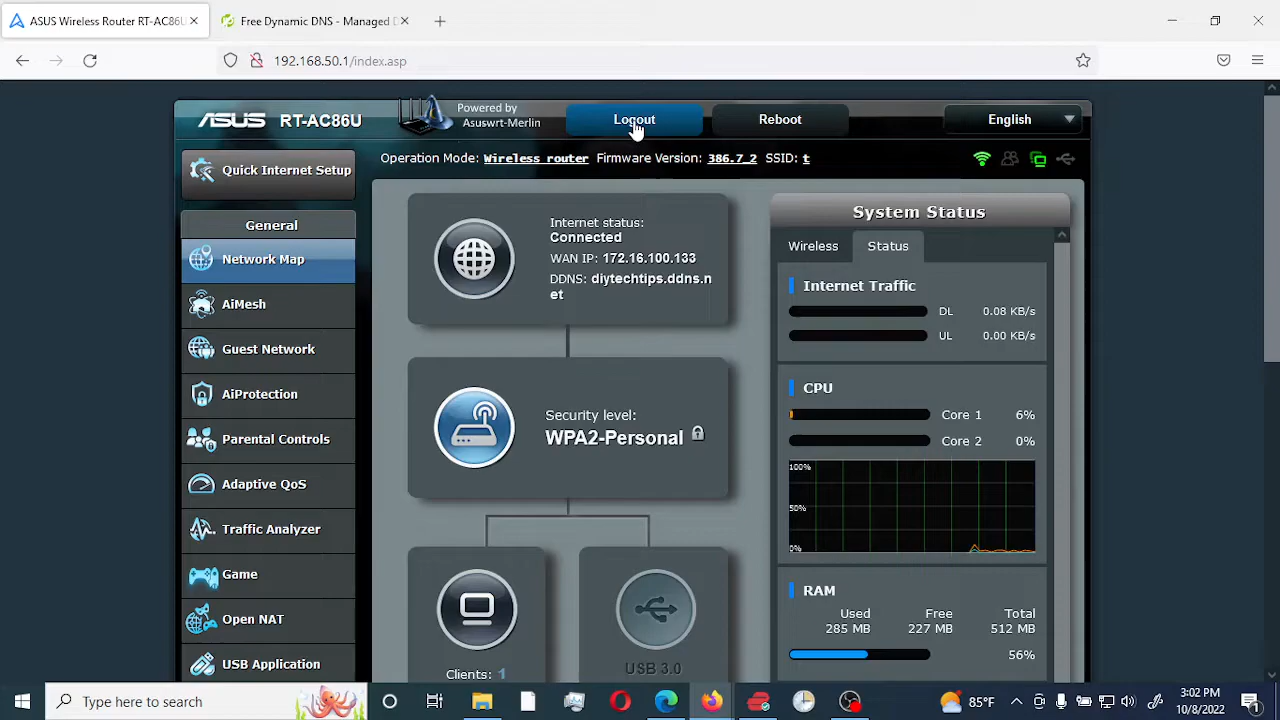 ASUS Wireless Router RT-AC86U
Free Dynamic DNS - Managed D
192.168.50.1/index.asp
ASUS RT-AC86U
Powered by
Asuswrt-Merlin
Logout
Reboot
English
Operation Mode: Wireless router Firmware Version: 386.7_2 SSID: t
Quick Internet Setup
General
Network Map
AiMesh
Guest Network
AiProtection
Parental Controls
Adaptive QoS
Traffic Analyzer
Game
Open NAT
USB Application
Internet status:
Connected
WAN IP: 172.16.100.133
DDNS: diytechtips.ddns.n
et
Security level:
WPA2-Personal
Clients: 1
USB 3.0
System Status
Wireless
Status
Internet Traffic
DL 0.08 KB/s
UL 0.00 KB/s
CPU
Core 1 6%
Core 2 0%
100%
50%
0%
RAM
Used Free Total
285 MB 227 MB 512 MB
56%
Type here to search
85°F
3:02 PM
10/8/2022
1